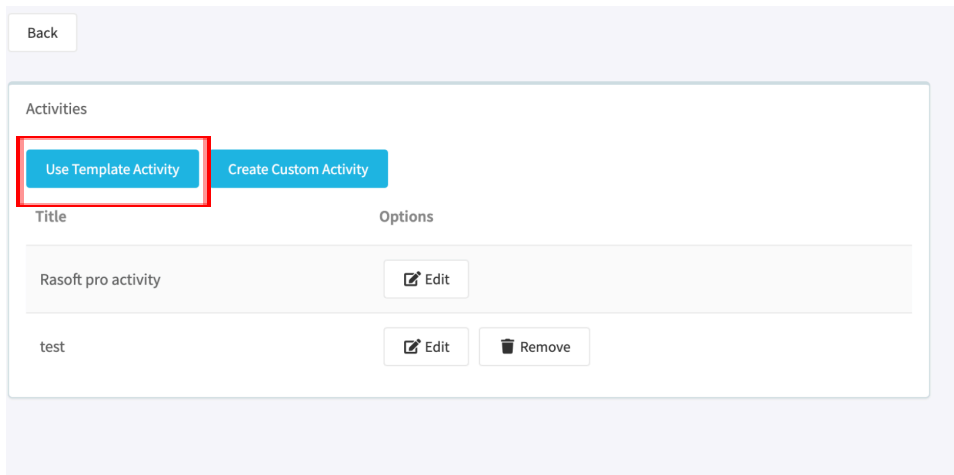 Back
Activities
Use Template Activity Create Custom Activity
Title Options
Rasoft pro activity Edit
test Edit Remove